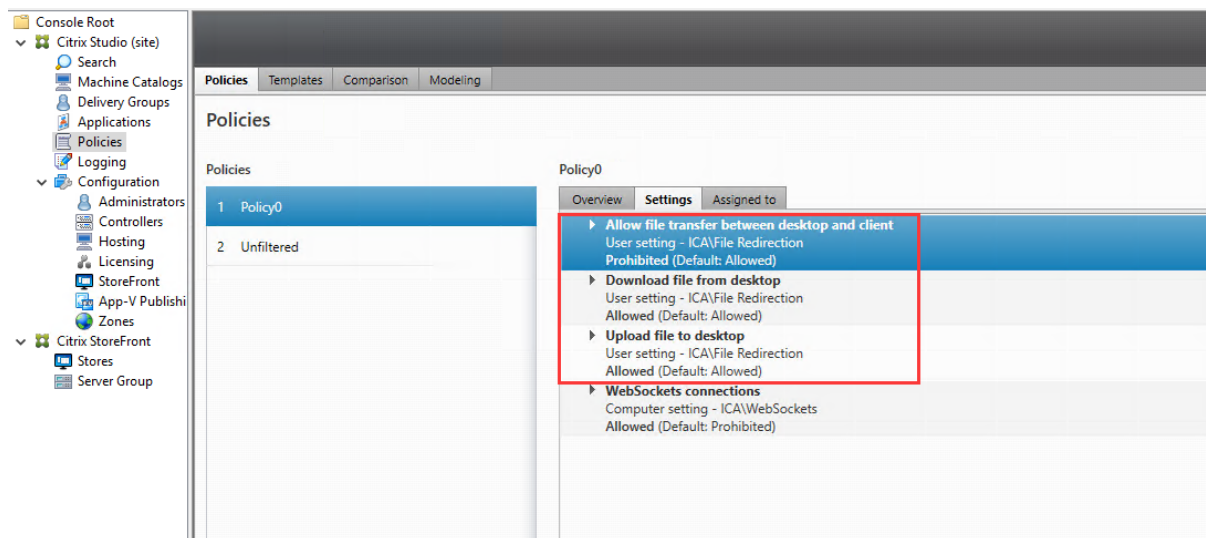 Console Root
Citrix Studio (site)
Search
Machine Catalogs
Delivery Groups
Applications
Policies
Logging
Configuration
Administrators
Controllers
Hosting
Licensing
StoreFront
App-V Publishi
Zones
Citrix StoreFront
Stores
Server Group
Policies Templates Comparison Modeling
Policies
Policies
1 Policy0
2 Unfiltered
Policy0
Overview Settings Assigned to
Allow file transfer between desktop and client
User setting - ICA\File Redirection
Prohibited (Default: Allowed)
Download file from desktop
User setting - ICA\File Redirection
Allowed (Default: Allowed)
Upload file to desktop
User setting - ICA\File Redirection
Allowed (Default: Allowed)
WebSockets connections
Computer setting - ICA\WebSockets
Allowed (Default: Prohibited)